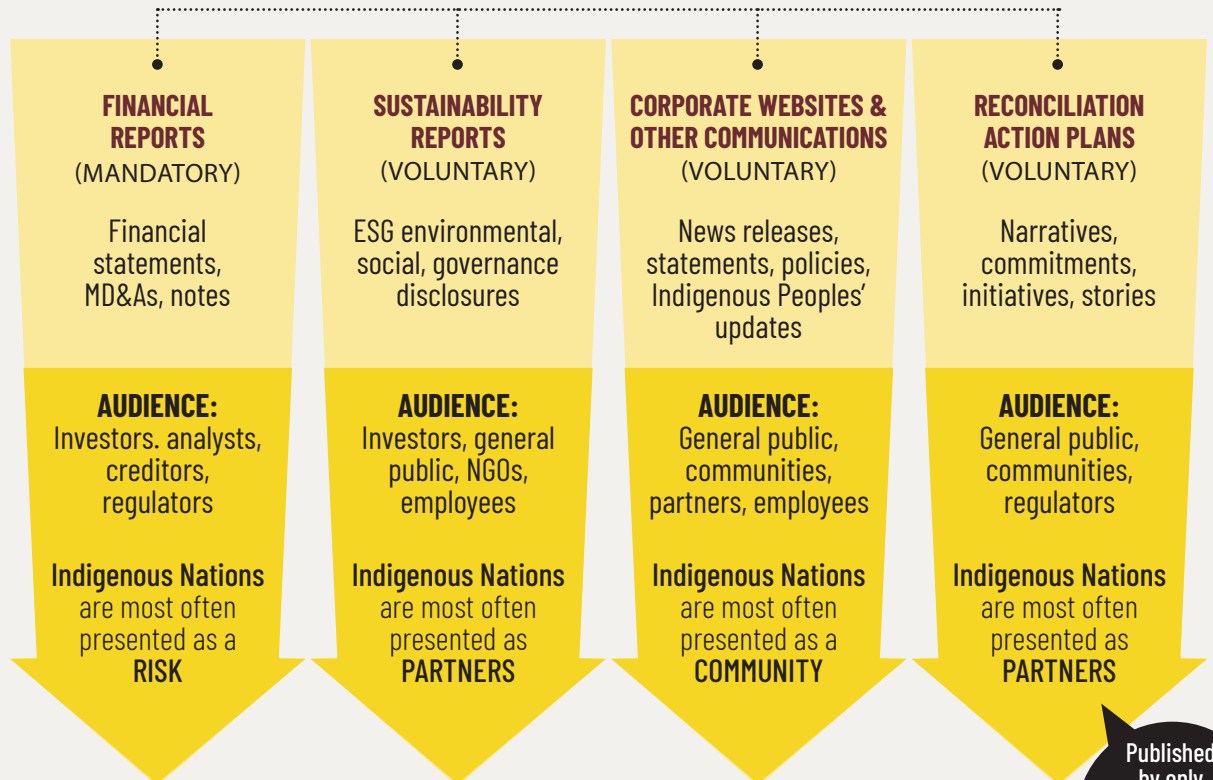 FINANCIAL
REPORTS
(MANDATORY)
Financial
statements,
MD&As, notes
AUDIENCE:
Investors. analysts,
creditors,
regulators
Indigenous Nations
are most often
presented as a
RISK
SUSTAINABILITY
REPORTS
(VOLUNTARY)
ESG environmental,
social, governance
disclosures
AUDIENCE:
Investors, general
public, NGOs,
employees
Indigenous Nations
are most often
presented as
PARTNERS
CORPORATE WEBSITES &
OTHER COMMUNICATIONS
(VOLUNTARY)
News releases,
statements, policies,
Indigenous Peoples’
updates
AUDIENCE:
General public,
communities,
partners, employees
Indigenous Nations
are most often
presented as a
COMMUNITY
RECONCILIATION
ACTION PLANS
(VOLUNTARY)
Narratives,
commitments,
initiatives, stories
AUDIENCE:
General public,
communities,
regulators
Indigenous Nations
are most often
presented as
PARTNERS
Published
by only